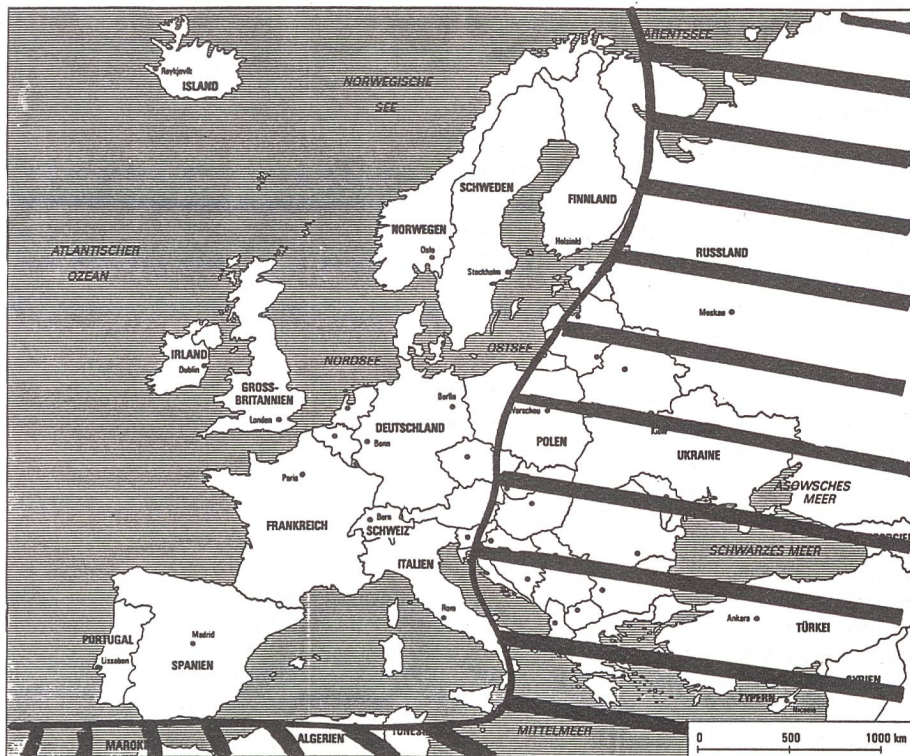 Reykjavik
ISLAND
NORWEGISCHE
SEE
SCHWEDEN
FINNLAND
NORWEGEN
Oslo
Helsinki
Stockholm
RUSSLAND
Moskau
ATLANTISCHER
OZEAN
IRLAND
Dublin
GROSS-
BRITANNIEN
London
NORDSEE
OSTSEE
Berlin
DEUTSCHLAND
Bonn
Warschau
POLEN
Kiew
UKRAINE
ASOWSCHES
MEER
Paris
FRANKREICH
Bern
SCHWEIZ
ITALIEN
Rom
SCHWARZES MEER
Ankara
TÜRKEI
PORTUGAL
Lissabon
Madrid
SPANIEN
SYRIEN
ZYPERN
MITTELMEER
ALGERIEN
0 500 1000 km